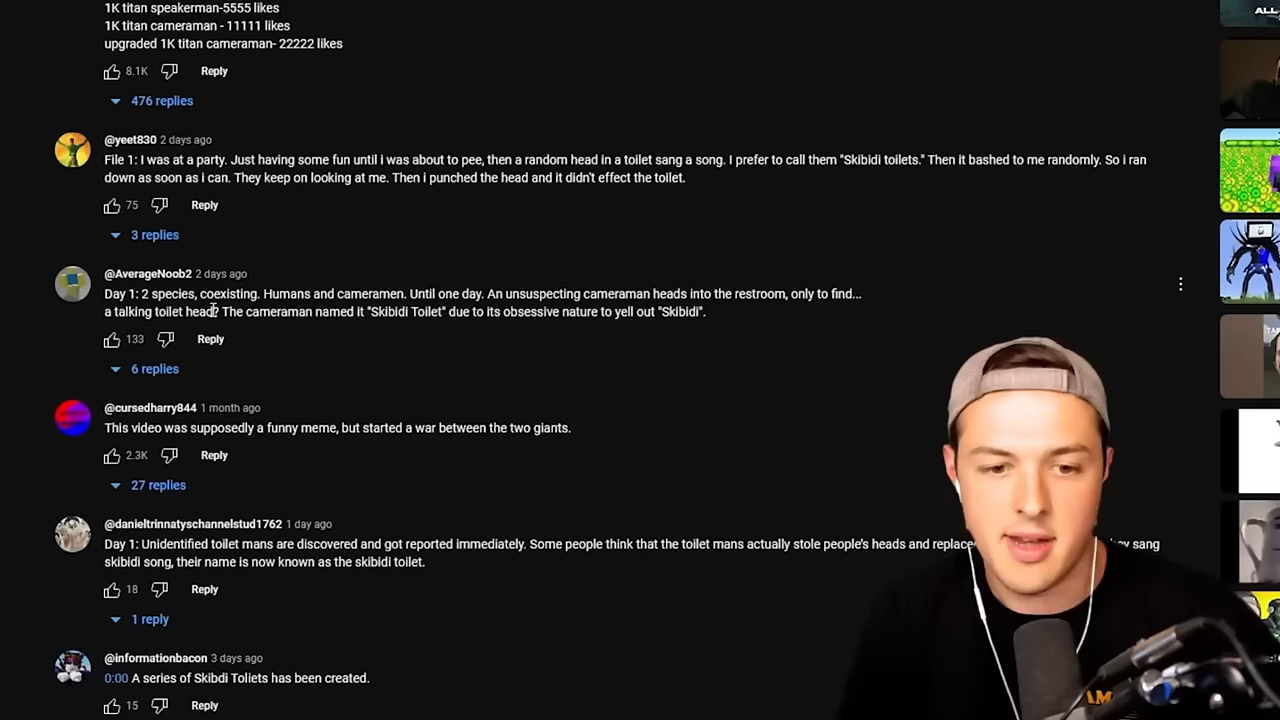 1K titan speakerman-5555 likes
1K titan cameraman - 11111 likes
upgraded 1K titan cameraman- 22222 likes
8.1K Reply
476 replies
@yeet830 2 days ago
File 1: I was at a party. Just having some fun until i was about to pee, then a random head in a toilet sang a song. I prefer to call them "Skibidi toilets." Then it bashed to me randomly. So i ran
down as soon as i can. They keep on looking at me. Then i punched the head and it didn't effect the toilet.
75 Reply
3 replies
@AverageNoob2 2 days ago
Day 1: 2 species, coexisting. Humans and cameramen. Until one day. An unsuspecting cameraman heads into the restroom, only to find...
a talking toilet head? The cameraman named it "Skibidi Toilet" due to its obsessive nature to yell out "Skibidi".
133 Reply
6 replies
@cursedharry844 1 month ago
This video was supposedly a funny meme, but started a war between the two giants.
2.3K Reply
27 replies
@danieltrinnatyschannelstud1762 1 day ago
Day 1: Unidentified toilet mans are discovered and got reported immediately. Some people think that the toilet mans actually stole people's heads and sang
skibidi song, their name is now known as the skibidi toilet.
18 Reply
1 reply
@informationbacon 3 days ago
0:00 A series of Skibdi Toliets has been created.
15 Reply
ALL